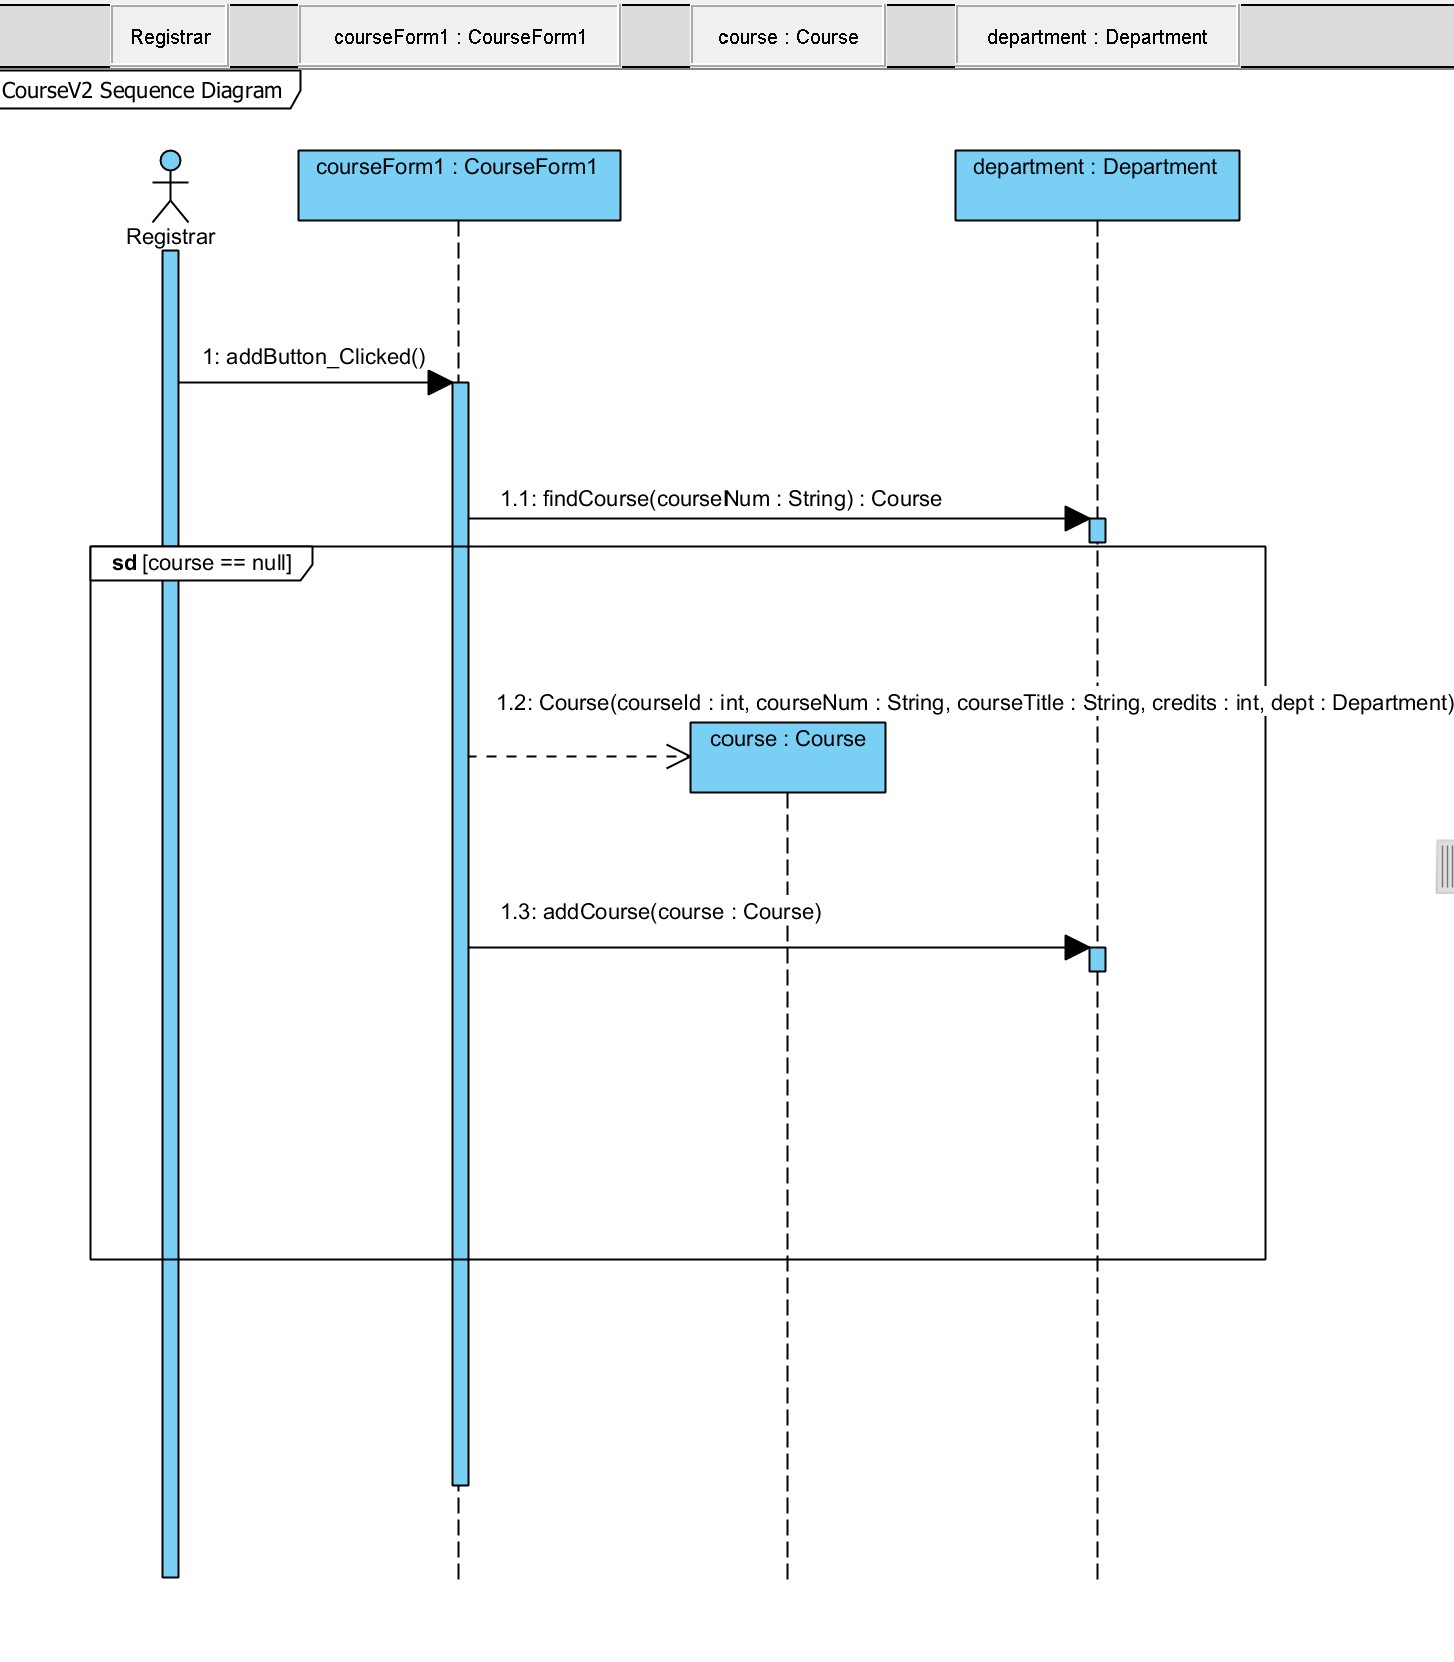 Registrar
courseForm1 : CourseForm1
course : Course
department : Department
CourseV2 Sequence Diagram
courseForm1 : CourseForm1
department : Department
Registrar
1: addButton_Clicked()
1.1: findCourse(courseNum : String) : Course
sd [course == null]
1.2: Course(courseId : int, courseNum : String, courseTitle : String, credits : int, dept : Department)
course : Course
1.3: addCourse(course : Course)